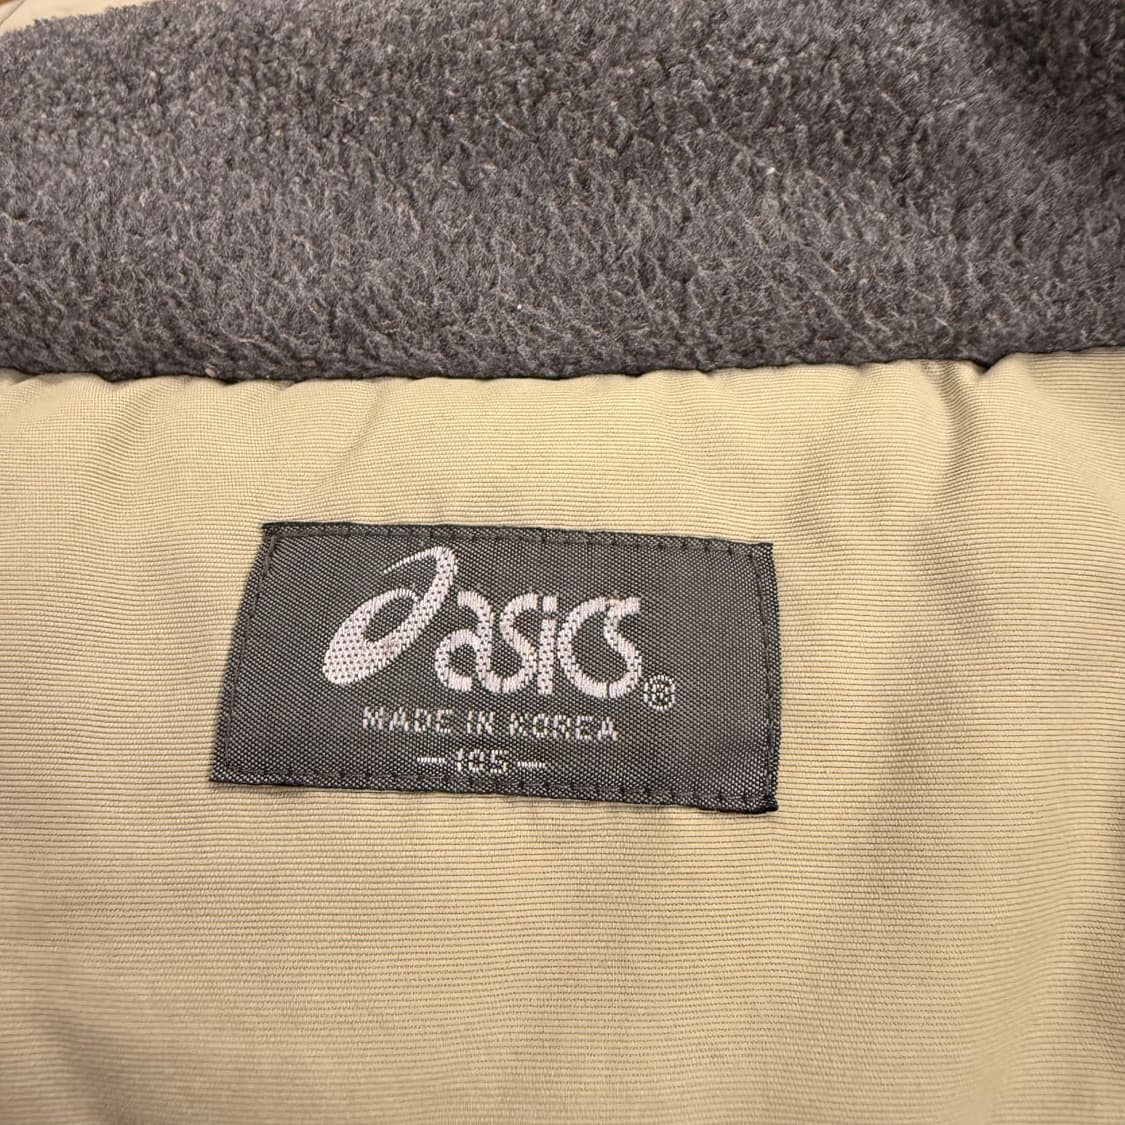 asics®
MADE IN KOREA
—105—